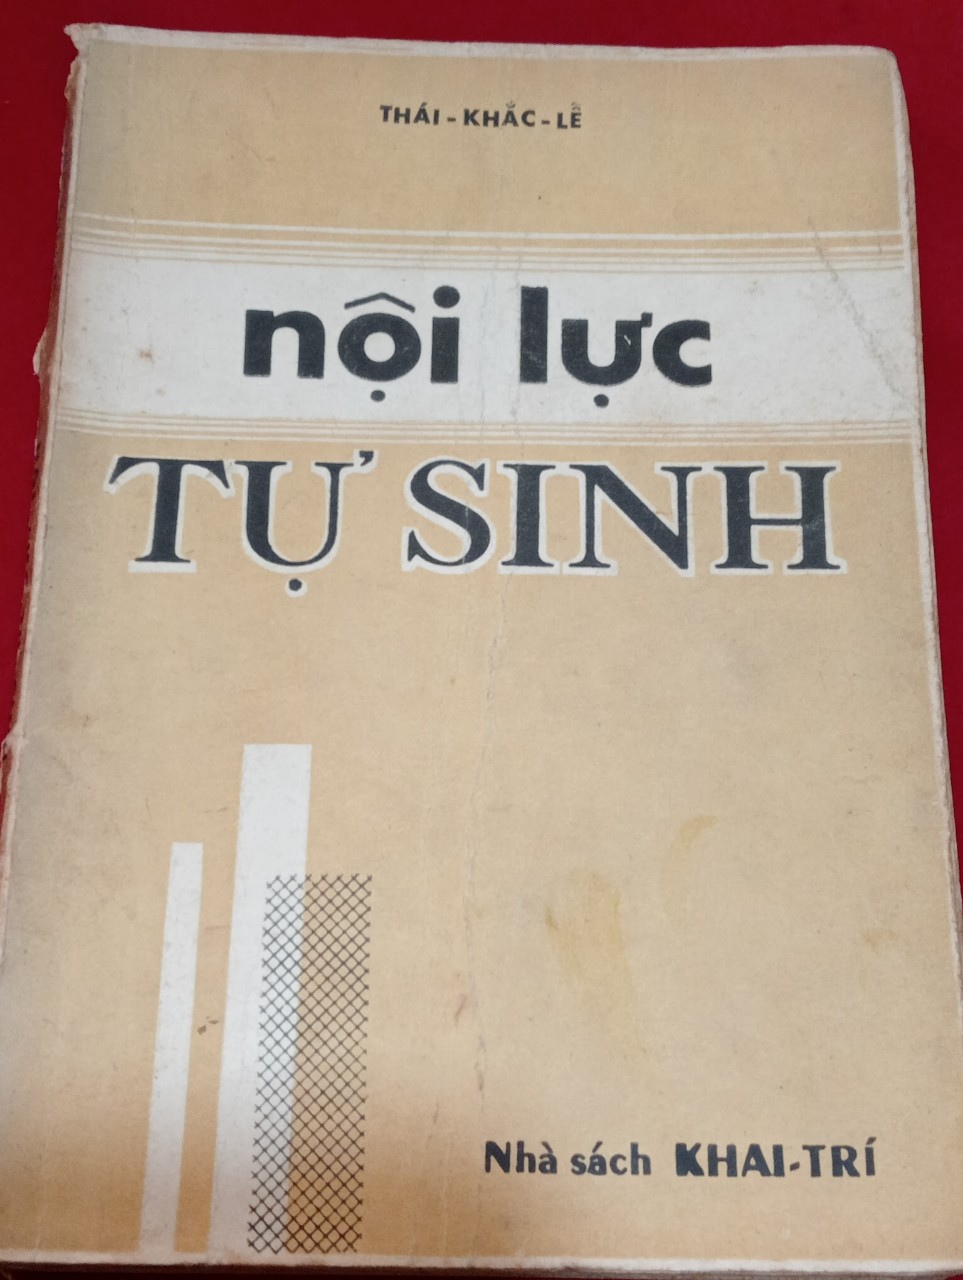 THÁI-KHẮC-LỄ
nội lực
TỰ SINH
Nhà sách KHAI-TRÍ